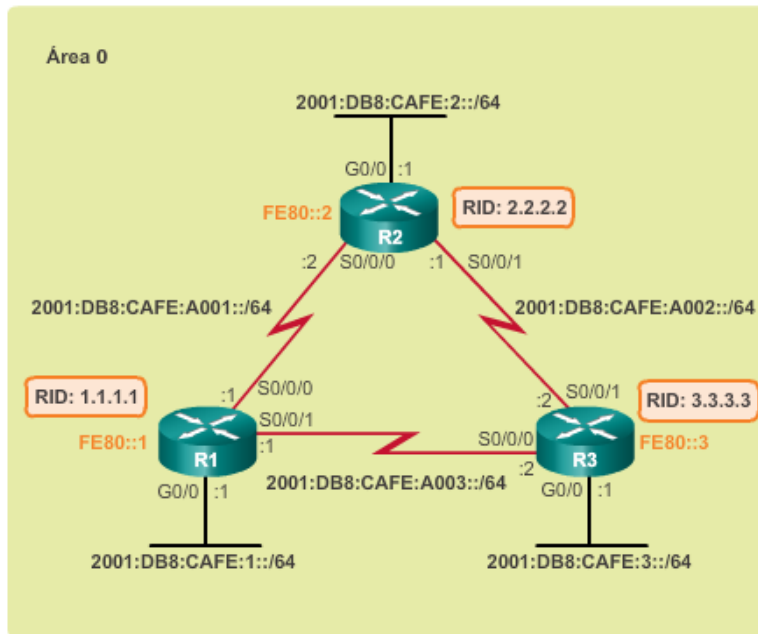 Área 0
2001:DB8:CAFE:2::/64
G0/0 :1
FE80::2
RID: 2.2.2.2
R2
:2 S0/0/0
:1 S0/0/1
2001:DB8:CAFE:A001::/64
2001:DB8:CAFE:A002::/64
RID: 1.1.1.1
:1 S0/0/0
:2 S0/0/1
RID: 3.3.3.3
FE80::1
R1
S0/0/1
:1
S0/0/0
:2
R3
FE80::3
2001:DB8:CAFE:A003::/64
G0/0 :1
G0/0 :1
2001:DB8:CAFE:1::/64
2001:DB8:CAFE:3::/64